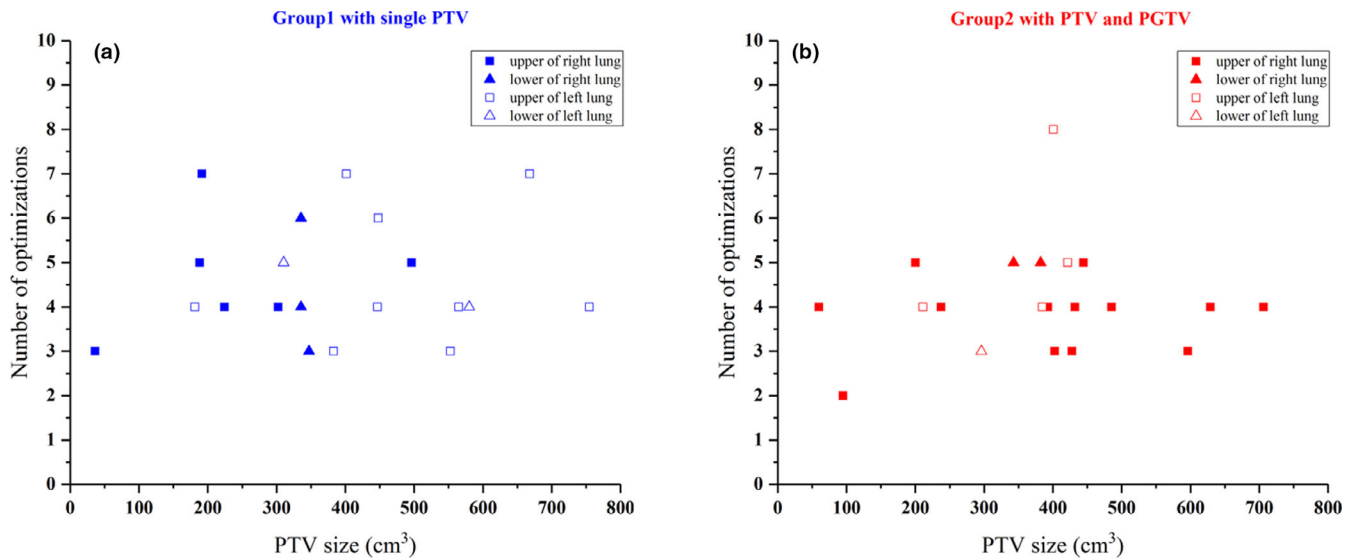 Group1 with single PTV
(a)
upper of right lung
lower of right lung
upper of left lung
lower of left lung
Number of optimizations
10
9
8
7
6
5
4
3
2
1
0
0 100 200 300 400 500 600 700 800
PTV size (cm³)
Group2 with PTV and PGTV
(b)
upper of right lung
lower of right lung
upper of left lung
lower of left lung
Number of optimizations
10
9
8
7
6
5
4
3
2
1
0
0 100 200 300 400 500 600 700 800
PTV size (cm³)